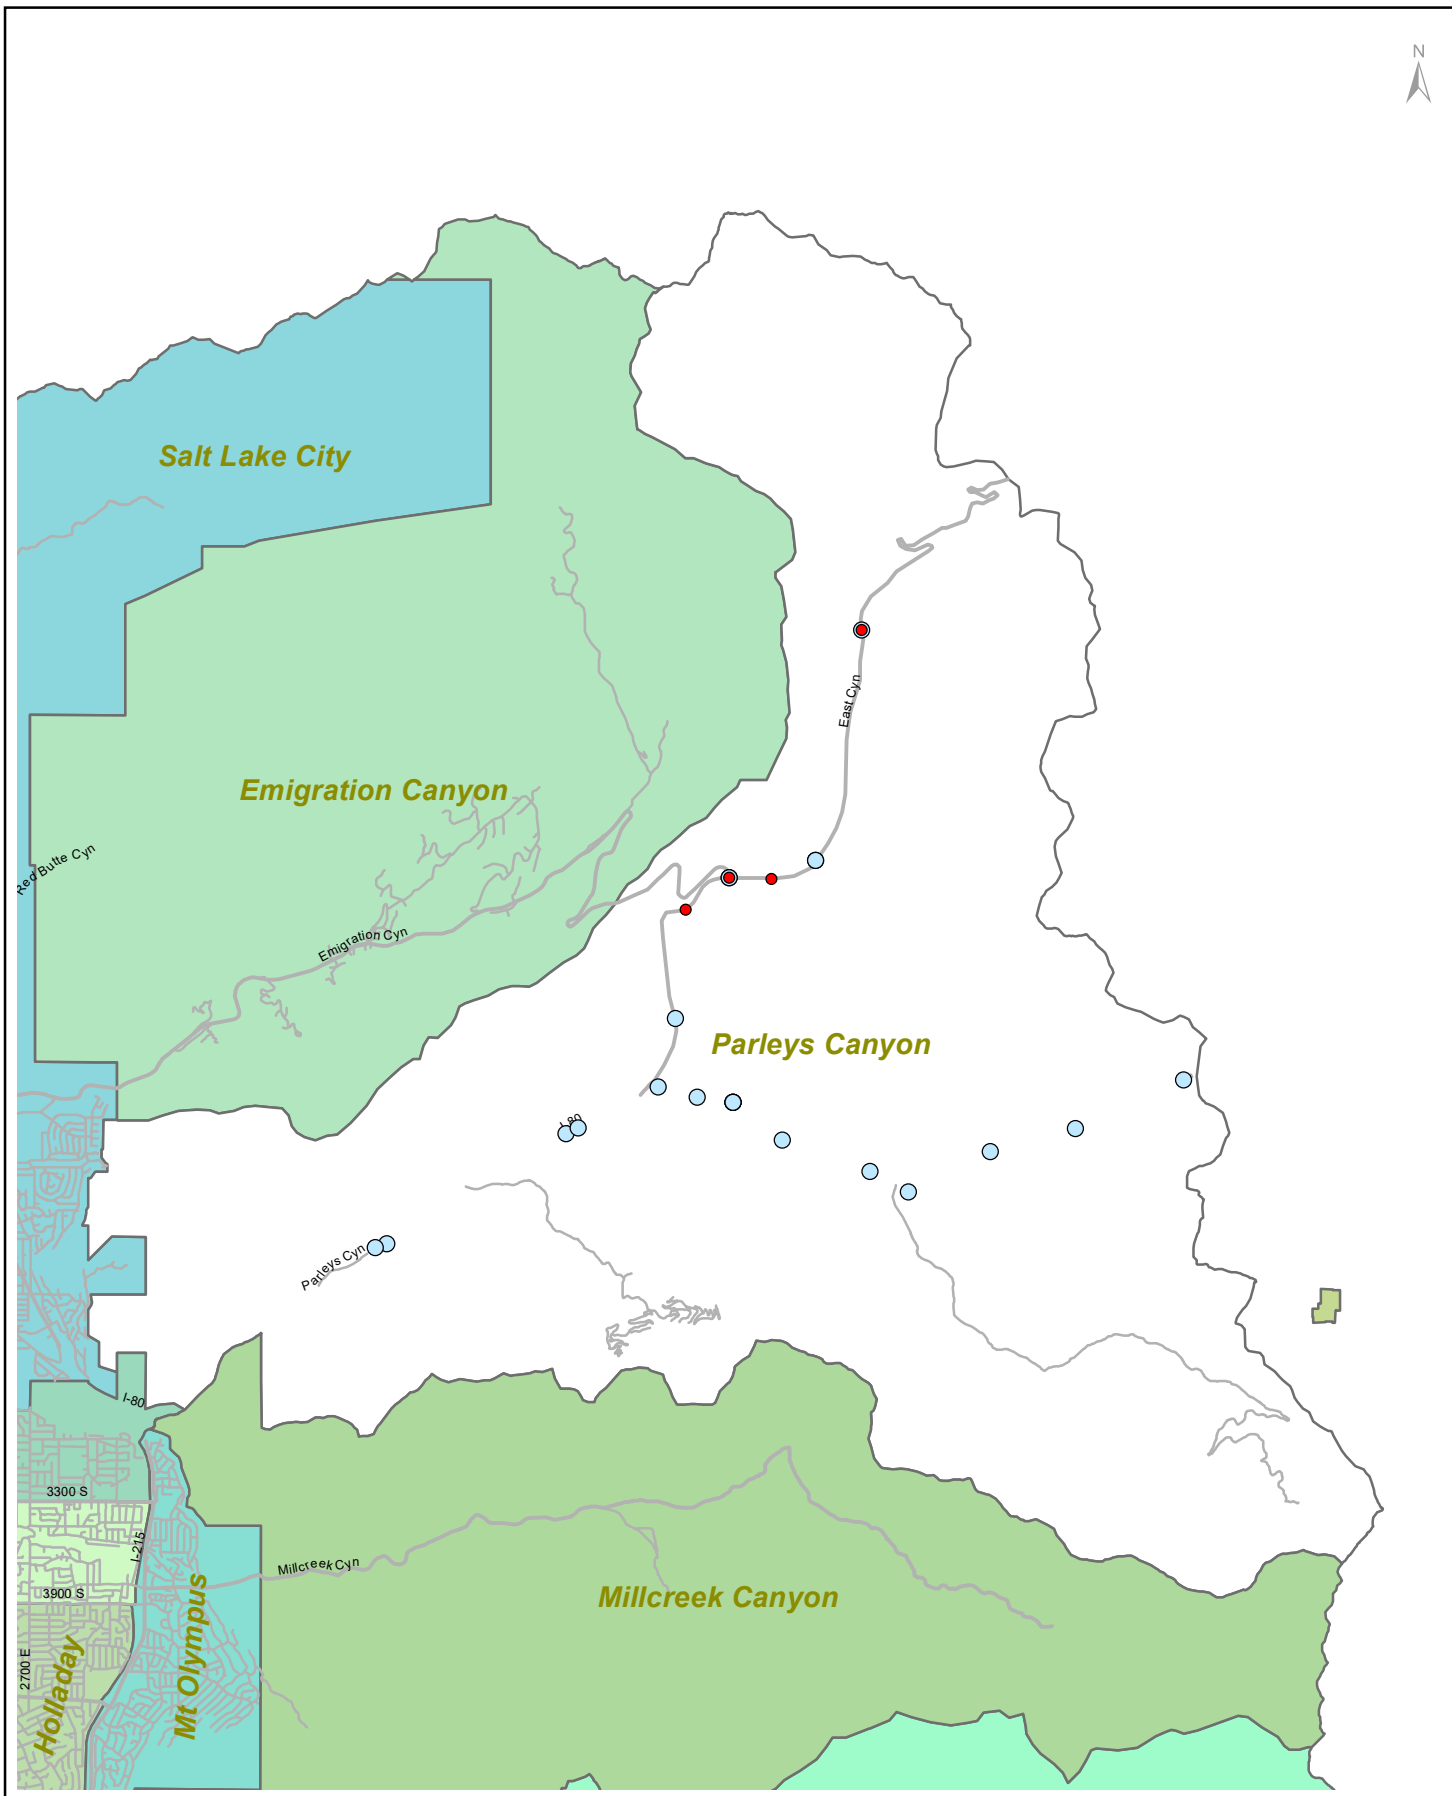 N
Salt Lake City
East Cyn
Emigration Canyon
Red Butte Cyn
Emigration Cyn
Parleys Canyon
I-80
Parleys Cyn
I-80
3300 S
I-215
Millcreek Cyn
3900 S
Millcreek Canyon
2700 E
Holladay
Mt Olympus